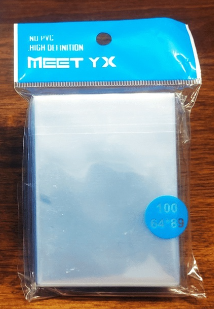 NO PVC
HIGH DEFINITION
MEET YX
100
64*89